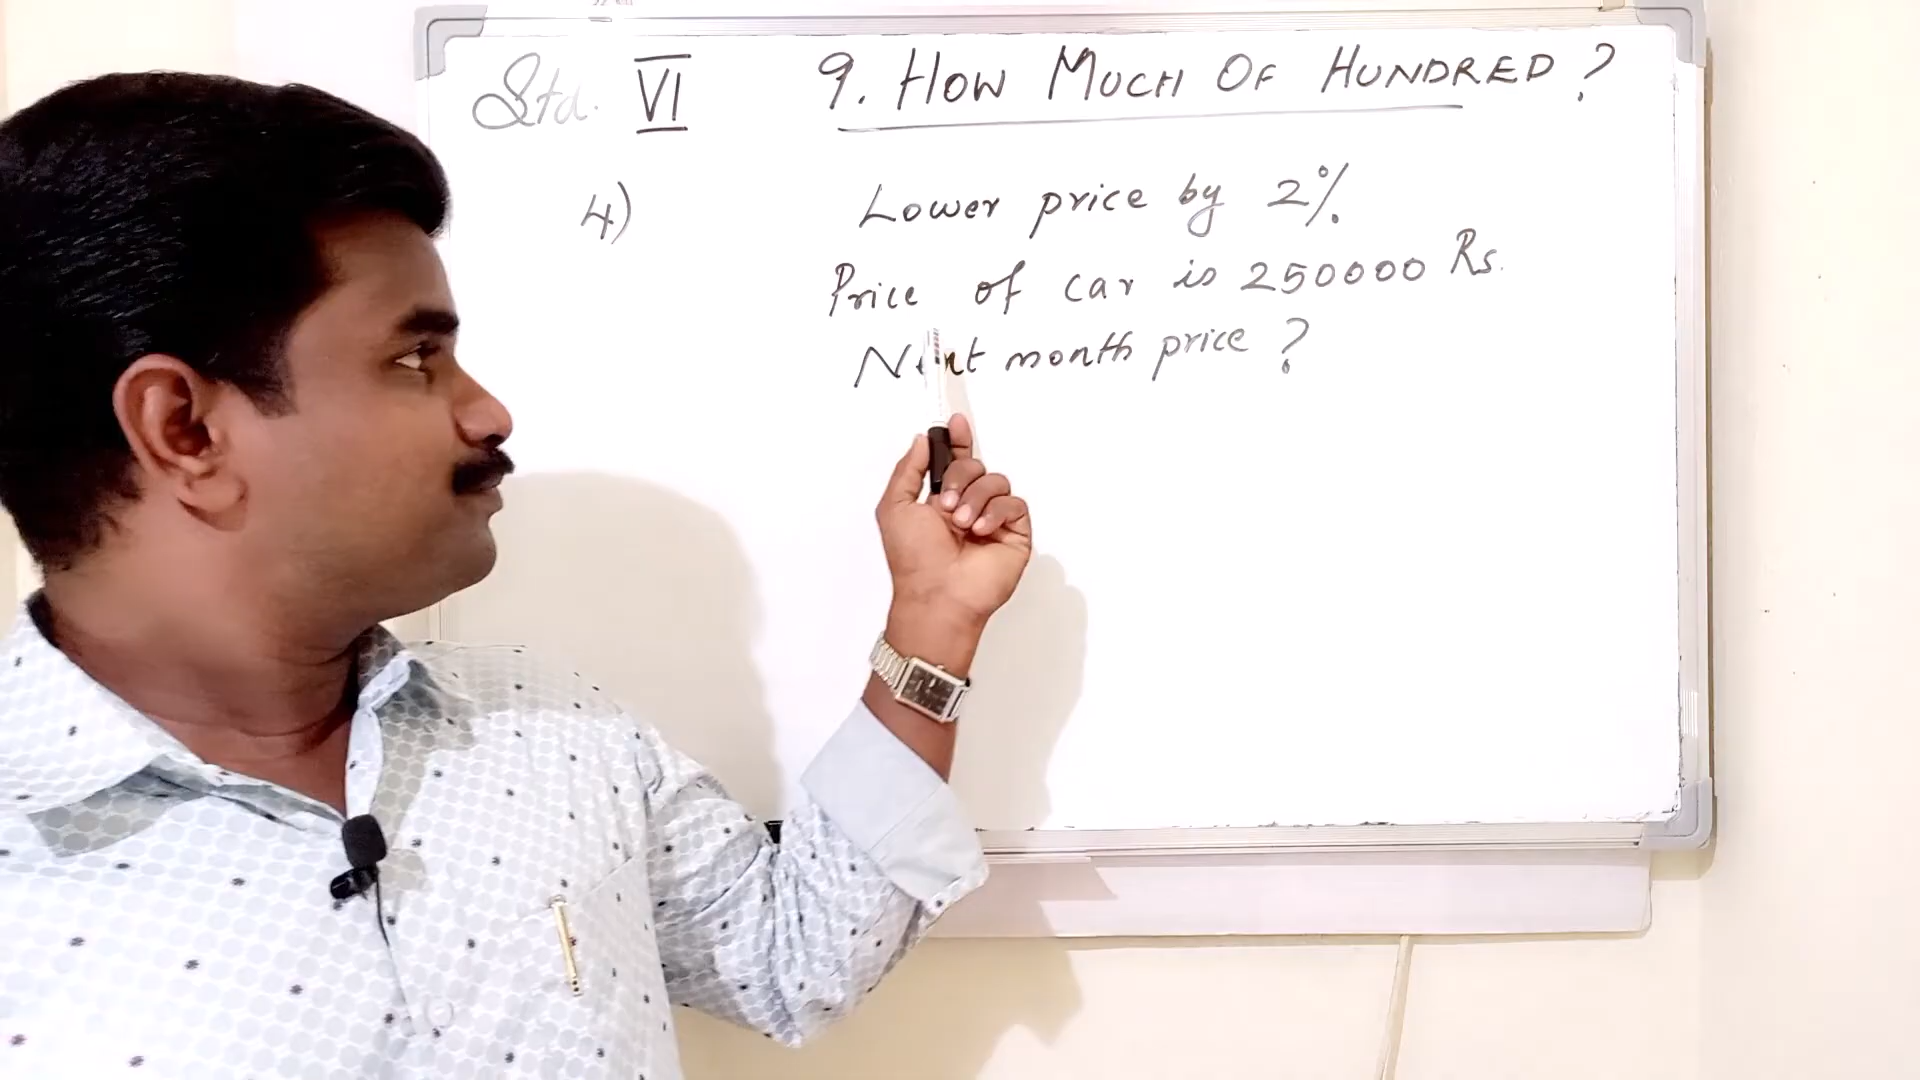 Std. VI 9. HOW MUCH OF HUNDRED ?
4) Lower price by 2%.
Price of car is 250000 Rs.
month price ?